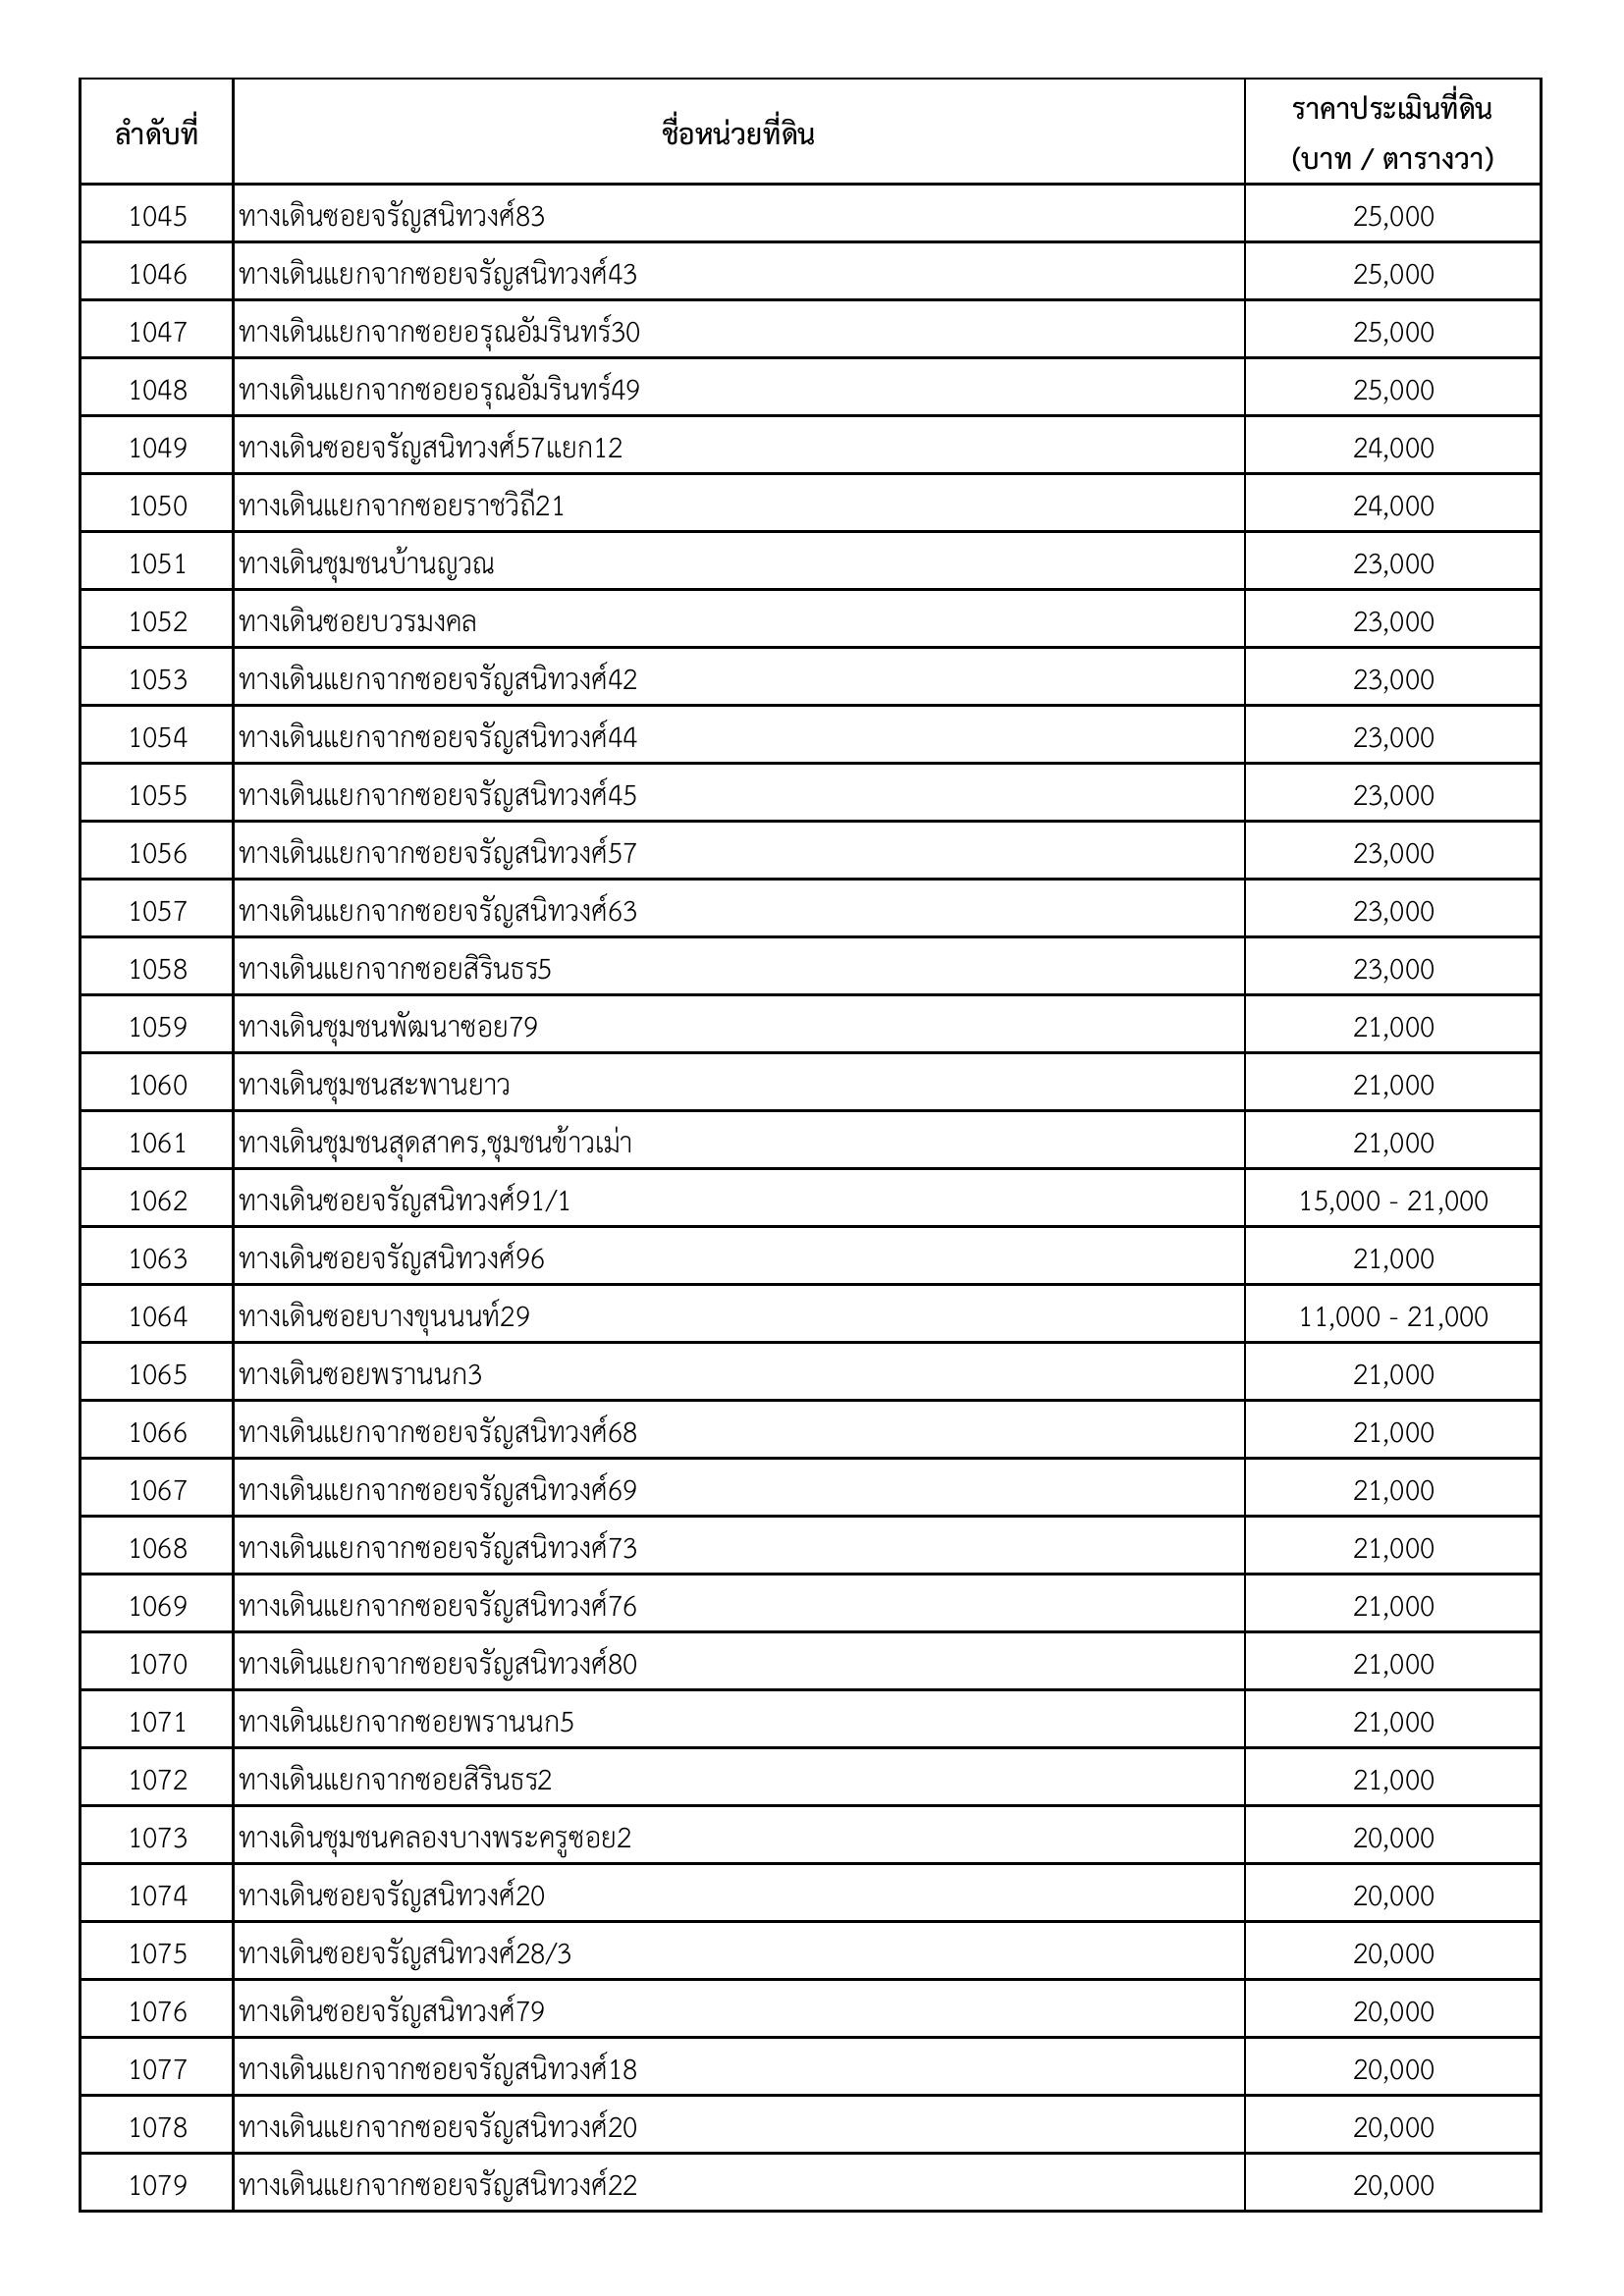 ลำดับที่ ชื่อหน่วยที่ดิน ราคาประเมินที่ดิน
(บาท / ตารางวา)
1045 ทางเดินซอยจรัญสนิทวงศ์83 25,000
1046 ทางเดินแยกจากซอยจรัญสนิทวงศ์43 25,000
1047 ทางเดินแยกจากซอยอรุณอัมรินทร์30 25,000
1048 ทางเดินแยกจากซอยอรุณอัมรินทร์49 25,000
1049 ทางเดินซอยจรัญสนิทวงศ์57แยก12 24,000
1050 ทางเดินแยกจากซอยราชวิถี21 24,000
1051 ทางเดินชุมชนบ้านญวณ 23,000
1052 ทางเดินซอยบวรมงคล 23,000
1053 ทางเดินแยกจากซอยจรัญสนิทวงศ์42 23,000
1054 ทางเดินแยกจากซอยจรัญสนิทวงศ์44 23,000
1055 ทางเดินแยกจากซอยจรัญสนิทวงศ์45 23,000
1056 ทางเดินแยกจากซอยจรัญสนิทวงศ์57 23,000
1057 ทางเดินแยกจากซอยจรัญสนิทวงศ์63 23,000
1058 ทางเดินแยกจากซอยสิรินธร5 23,000
1059 ทางเดินชุมชนพัฒนาซอย79 21,000
1060 ทางเดินชุมชนสะพานยาว 21,000
1061 ทางเดินชุมชนสุดสาคร,ชุมชนข้าวเม่า 21,000
1062 ทางเดินซอยจรัญสนิทวงศ์91/1 15,000 - 21,000
1063 ทางเดินซอยจรัญสนิทวงศ์96 21,000
1064 ทางเดินซอยบางขุนนนท์29 11,000 - 21,000
1065 ทางเดินซอยพรานนก3 21,000
1066 ทางเดินแยกจากซอยจรัญสนิทวงศ์68 21,000
1067 ทางเดินแยกจากซอยจรัญสนิทวงศ์69 21,000
1068 ทางเดินแยกจากซอยจรัญสนิทวงศ์73 21,000
1069 ทางเดินแยกจากซอยจรัญสนิทวงศ์76 21,000
1070 ทางเดินแยกจากซอยจรัญสนิทวงศ์80 21,000
1071 ทางเดินแยกจากซอยพรานนก5 21,000
1072 ทางเดินแยกจากซอยสิรินธร2 21,000
1073 ทางเดินชุมชนคลองบางพระครูซอย2 20,000
1074 ทางเดินซอยจรัญสนิทวงศ์20 20,000
1075 ทางเดินซอยจรัญสนิทวงศ์28/3 20,000
1076 ทางเดินซอยจรัญสนิทวงศ์79 20,000
1077 ทางเดินแยกจากซอยจรัญสนิทวงศ์18 20,000
1078 ทางเดินแยกจากซอยจรัญสนิทวงศ์20 20,000
1079 ทางเดินแยกจากซอยจรัญสนิทวงศ์22 20,000